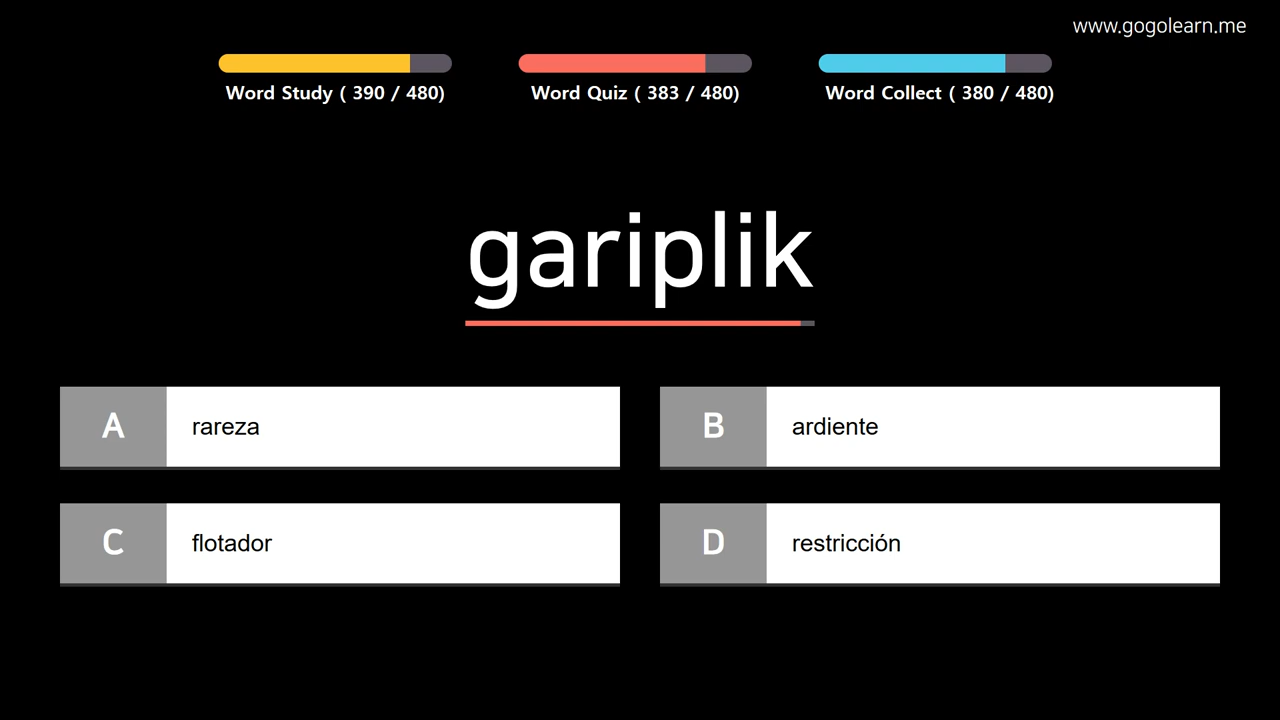 www.gogolearn.me
Word Study ( 390 / 480)
Word Quiz ( 383 / 480)
Word Collect ( 380 / 480)
gariplik
A rareza
B ardiente
C flotador
D restricción